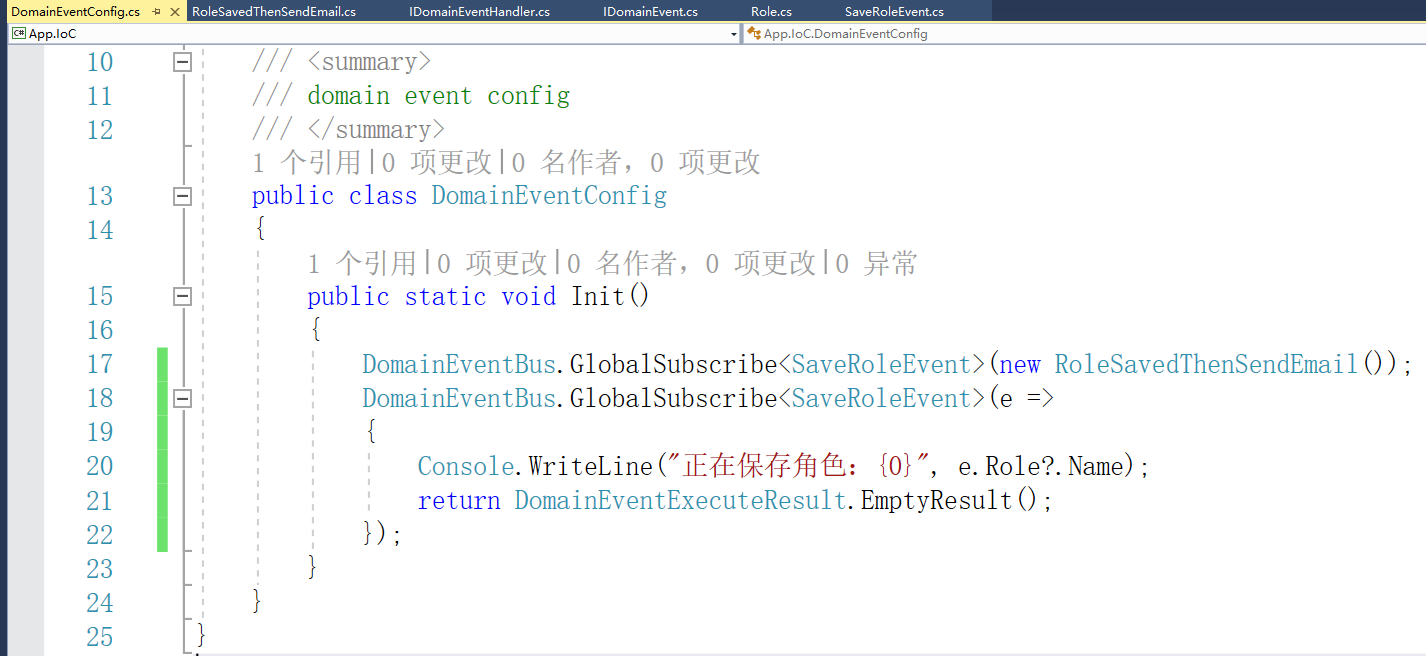 DomainEventConfig.cs RoleSavedThenSendEmail.cs IDomainEventHandler.cs IDomainEvent.cs Role.cs SaveRoleEvent.cs
C# App.IoC App.IoC.DomainEventConfig
10 /// <summary>
11 /// domain event config
12 /// </summary>
1 个引用|0 项更改|0 名作者，0 项更改
13 public class DomainEventConfig
14 {
1 个引用|0 项更改|0 名作者，0 项更改|0 异常
15 public static void Init()
16 {
17 DomainEventBus.GlobalSubscribe<SaveRoleEvent>(new RoleSavedThenSendEmail());
18 DomainEventBus.GlobalSubscribe<SaveRoleEvent>(e =>
19 {
20 Console.WriteLine("正在保存角色：{0}", e.Role?.Name);
21 return DomainEventExecuteResult.EmptyResult();
22 });
23 }
24 }
25 }